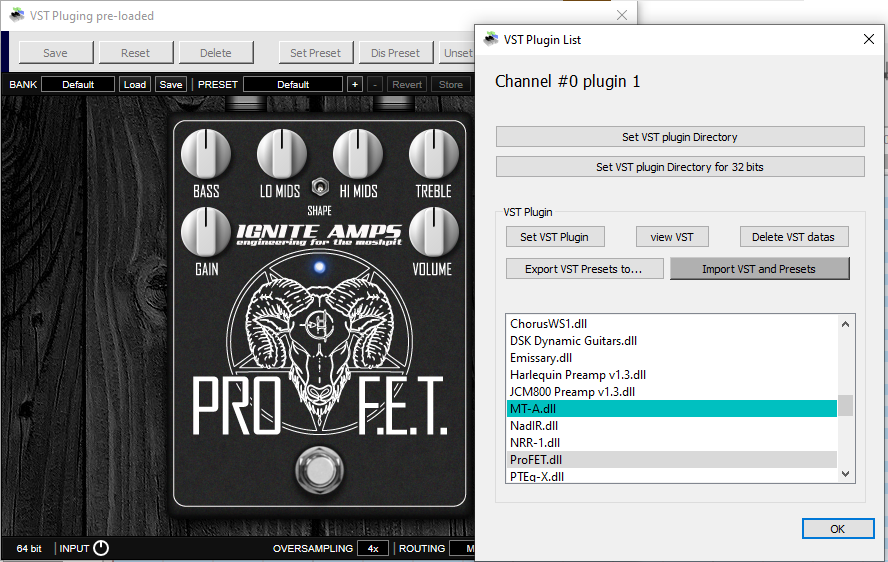 VST Pluging pre-loaded
Save Reset Delete Set Preset Dis Preset Unset
BANK Default Load Save PRESET Default + - Revert Store
BASS LO MIDS HI MIDS TREBLE
SHAPE
IGNITE AMPS
engineering for the moshpit
GAIN VOLUME
PRO F.E.T.
64 bit INPUT OVERSAMPLING 4x ROUTING M
VST Plugin List
Channel #0 plugin 1
Set VST plugin Directory
Set VST plugin Directory for 32 bits
VST Plugin
Set VST Plugin view VST Delete VST datas
Export VST Presets to... Import VST and Presets
ChorusWS1.dll
DSK Dynamic Guitars.dll
Emissary.dll
Harlequin Preamp v1.3.dll
JCM800 Preamp v1.3.dll
MT-A.dll
NadIR.dll
NRR-1.dll
ProFET.dll
PTEq-X.dll
OK